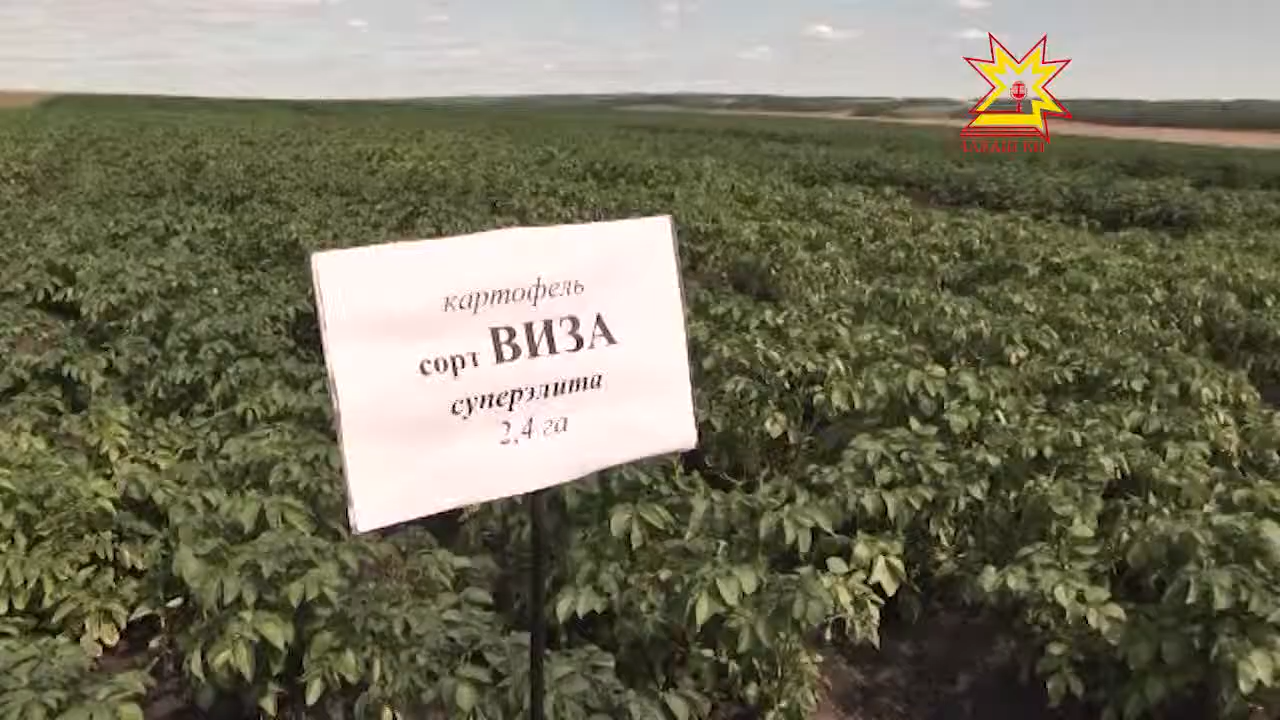 картофель
сорт ВИЗА
суперэлита
2,4 га